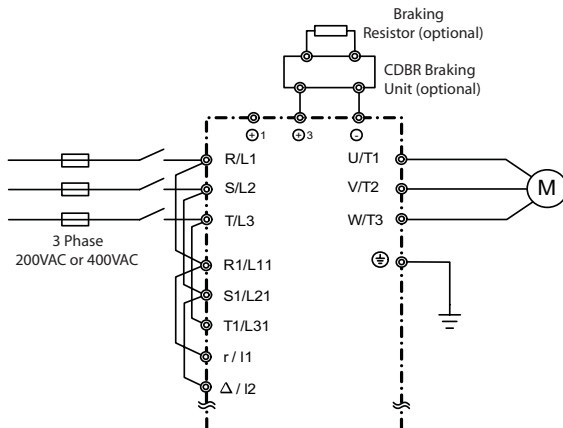 Braking
Resistor (optional)
CDBR Braking
Unit (optional)
+1
+3
-
R/L1
U/T1
S/L2
V/T2
M
T/L3
W/T3
3 Phase
200VAC or 400VAC
R1/L11
S1/L21
T1/L31
r / l1
Δ / l2